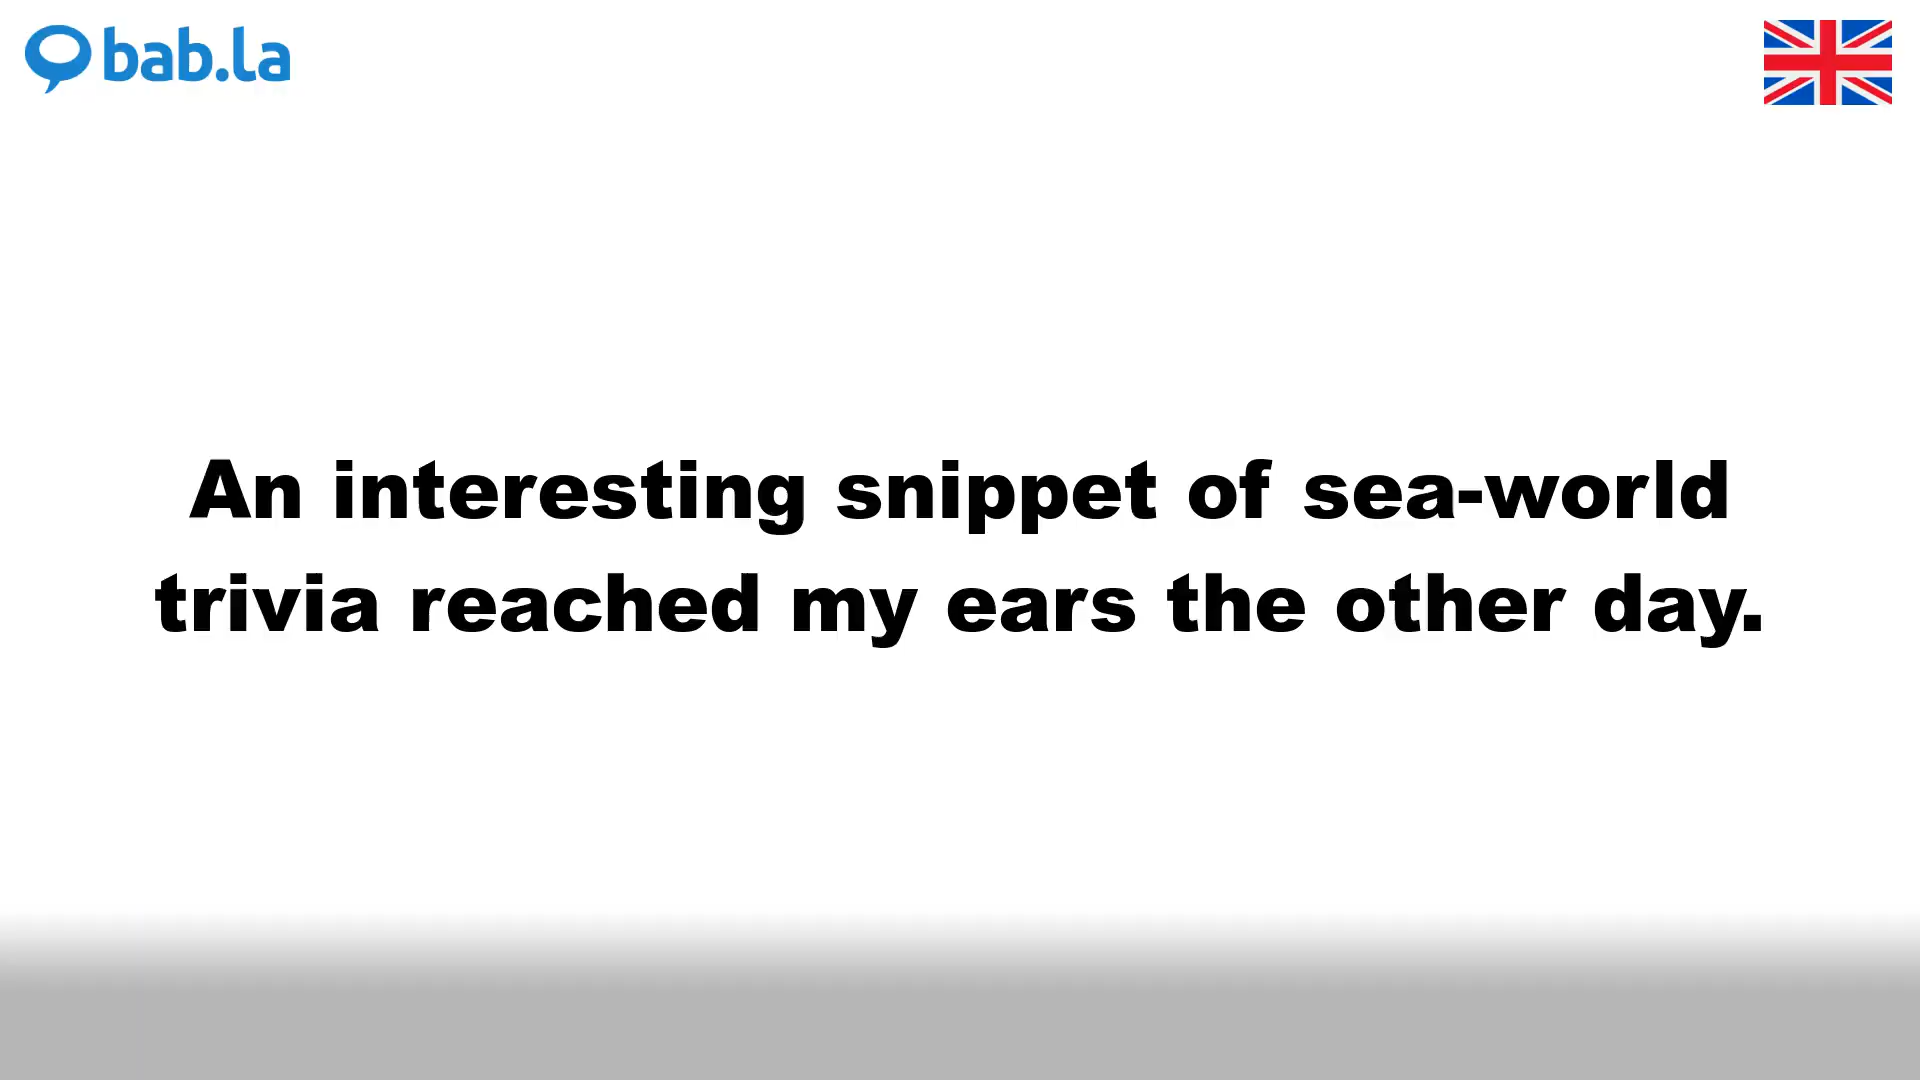 bab.la
An interesting snippet of sea-world
trivia reached my ears the other day.